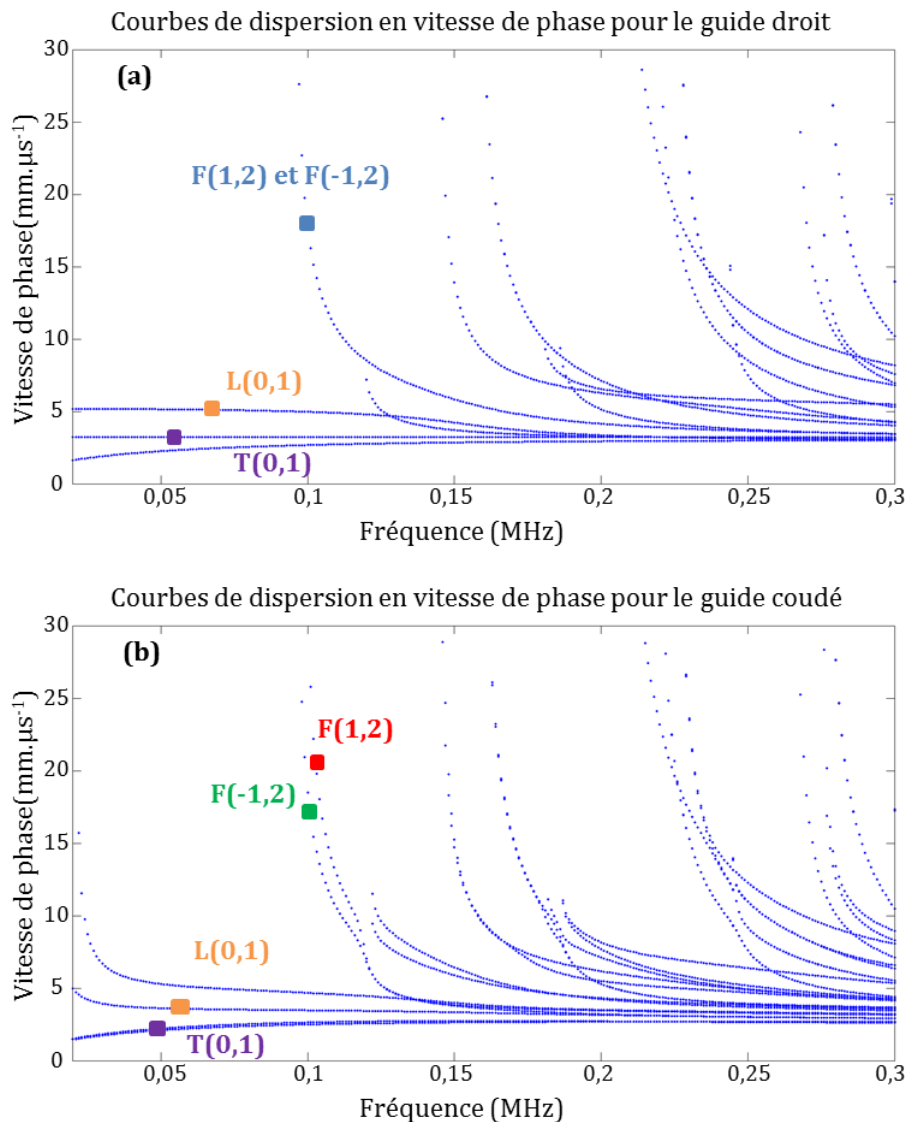 Courbes de dispersion en vitesse de phase pour le guide droit
30
(a)
25
F(1,2) et F(-1,2)
20
15
10
L(0,1)
5
T(0,1)
0
0,05
0,1
0,15
0,2
0,25
0,3
Vitesse de phase(mm.µs⁻¹)
Fréquence (MHz)
Courbes de dispersion en vitesse de phase pour le guide coudé
30
(b)
25
F(1,2)
20
F(-1,2)
15
10
L(0,1)
5
T(0,1)
0
0,05
0,1
0,15
0,2
0,25
0,3
Vitesse de phase(mm.µs⁻¹)
Fréquence (MHz)